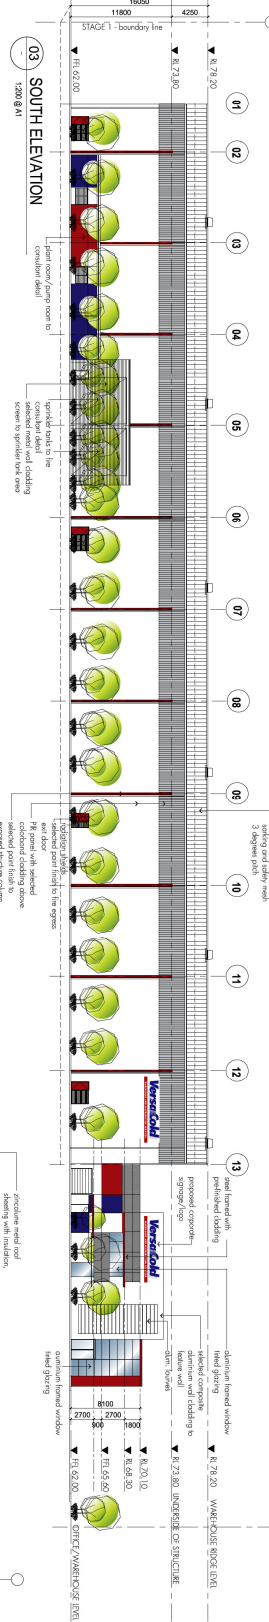 16050
11800
4250
STAGE 1 - boundary line
FFL 62.00
RL 73.80
RL 78.20
01
02
03
04
05
06
07
08
09
10
11
12
13
03
-
SOUTH ELEVATION
1:200 @ A1
plant room/pump room to
consultant detail
sprinkler tanks to fire
consultant detail
selected metal wall cladding
screen to sprinkler tank area
sarking and safety mesh
3 degrees pitch
radiation shields
selected paint finish to fire egress
exit door
PIR panel with selected
colorbond cladding above
selected paint finish to
exposed structure column
VersaCold
VersaCold
steel framed with
pre-finished cladding
proposed corporate
signage/logo
aluminium framed window
tinted glazing
selected composite
aluminium wall cladding to
feature wall
alum. louvres
aluminium framed window
tinted glazing
zincalume metal roof
sheeting with insulation,
8100
2700
900
2700
1800
RL 78.20 WAREHOUSE RIDGE LEVEL
RL 73.80 UNDERSIDE OF STRUCTURE
RL 70.10
RL 68.30
FFL 65.60
FFL 62.00 OFFICE/WAREHOUSE LEVEL